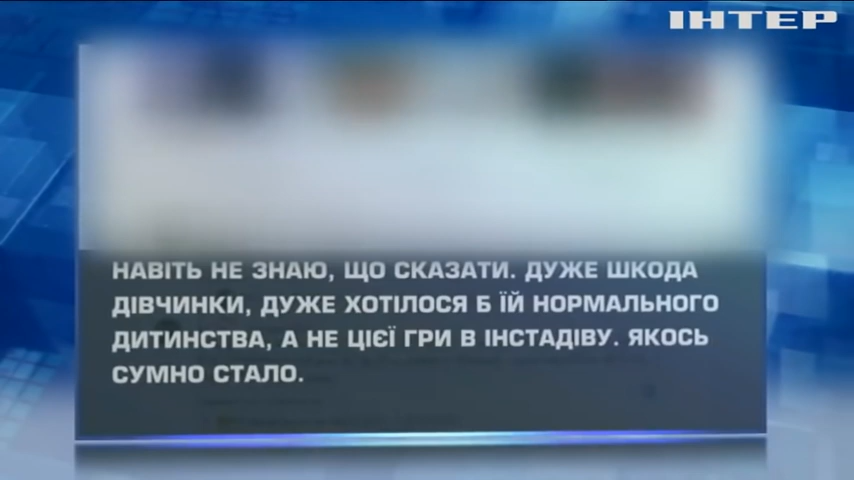 ІНТЕР
НАВІТЬ НЕ ЗНАЮ, ЩО СКАЗАТИ. ДУЖЕ ШКОДА
ДІВЧИНКИ, ДУЖЕ ХОТІЛОСЯ Б ЇЙ НОРМАЛЬНОГО
ДИТИНСТВА, А НЕ ЦІЄЇ ГРИ В ІНСТАДІВУ. ЯКОСЬ
СУМНО СТАЛО.